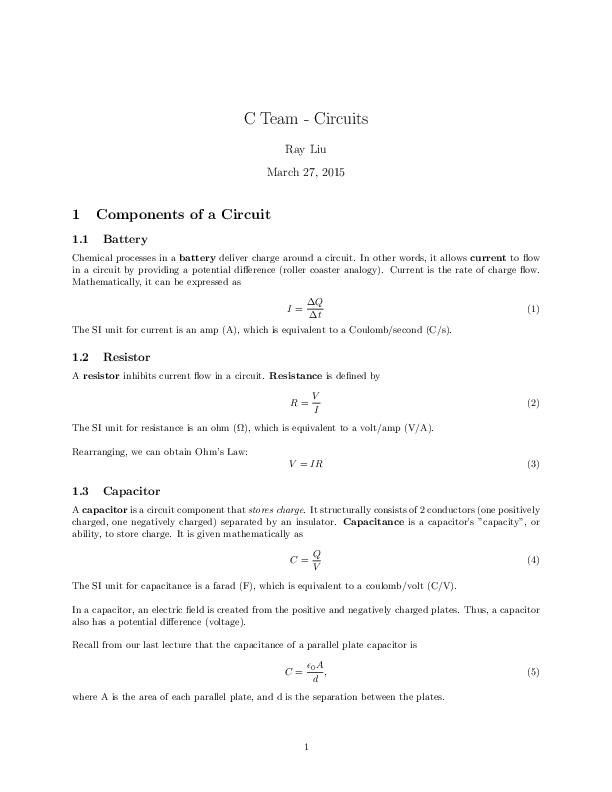 C Team - Circuits
Ray Liu
March 27, 2015
1 Components of a Circuit
1.1 Battery
Chemical processes in a battery deliver charge around a circuit. In other words, it allows current to flow
in a circuit by providing a potential difference (roller coaster analogy). Current is the rate of charge flow.
Mathematically, it can be expressed as
I = ΔQ/Δt (1)
The SI unit for current is an amp (A), which is equivalent to a Coulomb/second (C/s).
1.2 Resistor
A resistor inhibits current flow in a circuit. Resistance is defined by
R = V/I (2)
The SI unit for resistance is an ohm (Ω), which is equivalent to a volt/amp (V/A).
Rearranging, we can obtain Ohm's Law:
V = IR (3)
1.3 Capacitor
A capacitor is a circuit component that stores charge. It structurally consists of 2 conductors (one positively
charged, one negatively charged) separated by an insulator. Capacitance is a capacitor's "capacity", or
ability, to store charge. It is given mathematically as
C = Q/V (4)
The SI unit for capacitance is a farad (F), which is equivalent to a coulomb/volt (C/V).
In a capacitor, an electric field is created from the positive and negatively charged plates. Thus, a capacitor
also has a potential difference (voltage).
Recall from our last lecture that the capacitance of a parallel plate capacitor is
C = ϵ₀A/d, (5)
where A is the area of each parallel plate, and d is the separation between the plates.
1